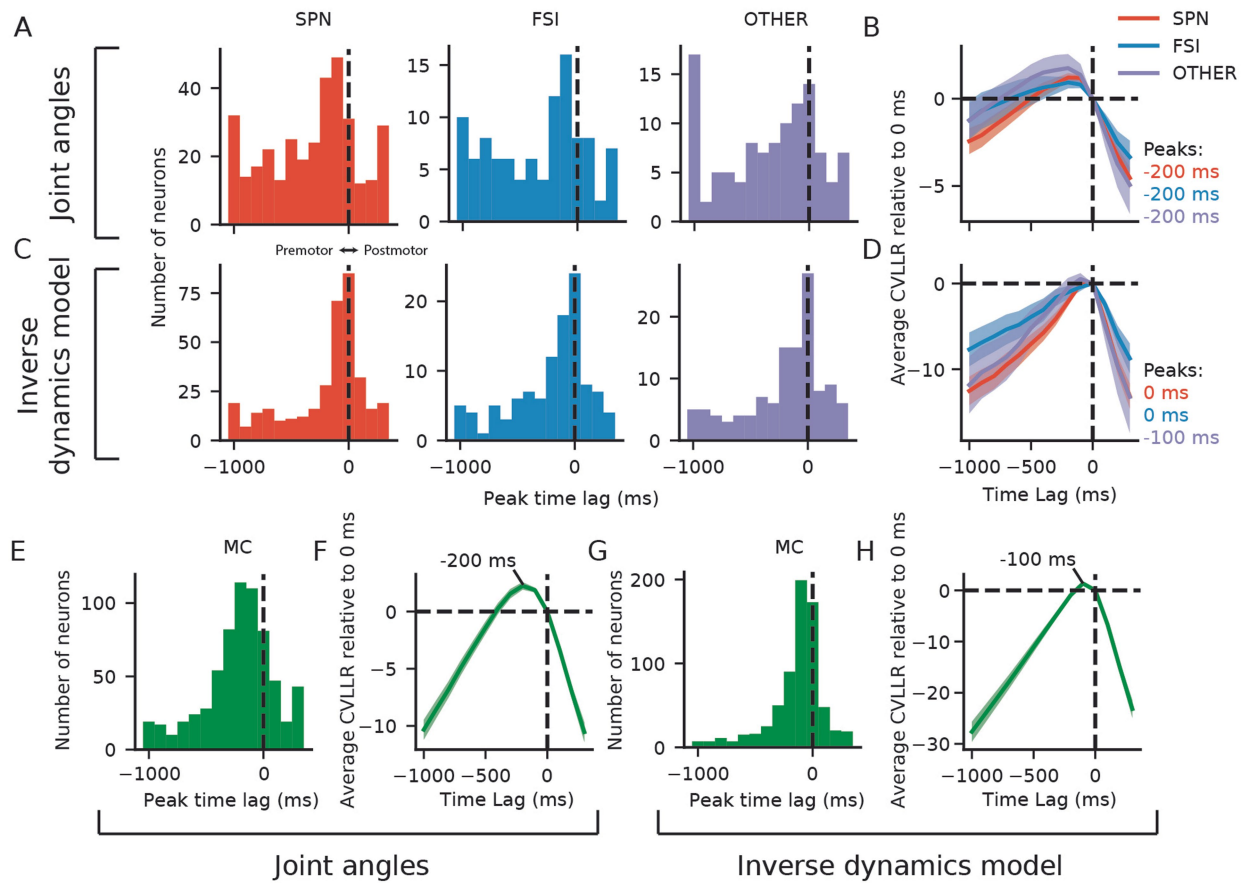 A
SPN
FSI
OTHER
B
SPN
FSI
OTHER
Joint angles
Number of neurons
40
20
0
15
10
5
0
15
10
5
0
Average CVLLR relative to 0 ms
0
−5
Peaks:
-200 ms
-200 ms
-200 ms
C
Premotor
Postmotor
D
Inverse
dynamics model
75
50
25
0
20
10
0
20
10
0
0
−10
Peaks:
0 ms
0 ms
-100 ms
−1000
0
0
0
−1000
−1000
−1000
−500
0
Peak time lag (ms)
Time Lag (ms)
E
MC
F
-200 ms
G
MC
H
-100 ms
Number of neurons
100
50
0
Average CVLLR relative to 0 ms
0
−5
−10
Number of neurons
200
150
100
50
0
Average CVLLR relative to 0 ms
0
−10
−20
−30
−1000
0
−1000
−500
0
−1000
0
−1000
−500
0
Peak time lag (ms)
Time Lag (ms)
Peak time lag (ms)
Time Lag (ms)
Joint angles
Inverse dynamics model